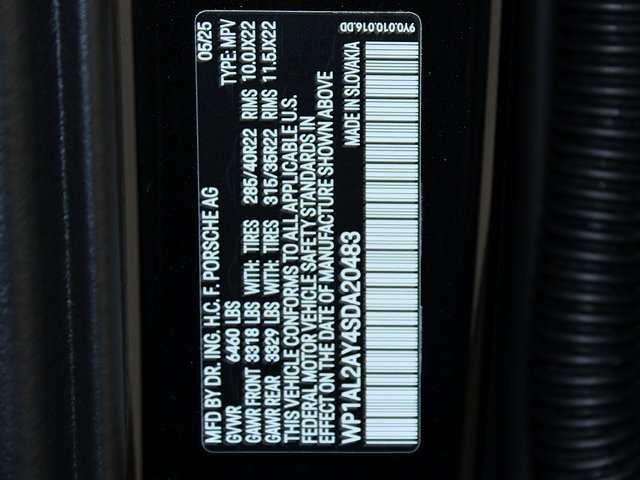 MFD BY DR. ING. H.C. F. PORSCHE AG 05/25
GVWR 6460 LBS TYPE: MPV
GAWR FRONT 3318 LBS WITH: TIRES 285/40R22 RIMS 10.0JX22
GAWR REAR 3329 LBS WITH: TIRES 315/35R22 RIMS 11.5JX22
THIS VEHICLE CONFORMS TO ALL APPLICABLE U.S.
FEDERAL MOTOR VEHICLE SAFETY STANDARDS IN
EFFECT ON THE DATE OF MANUFACTURE SHOWN ABOVE
WP1AL2AY4SDA20483 MADE IN SLOVAKIA
9Y0.010.016.DD